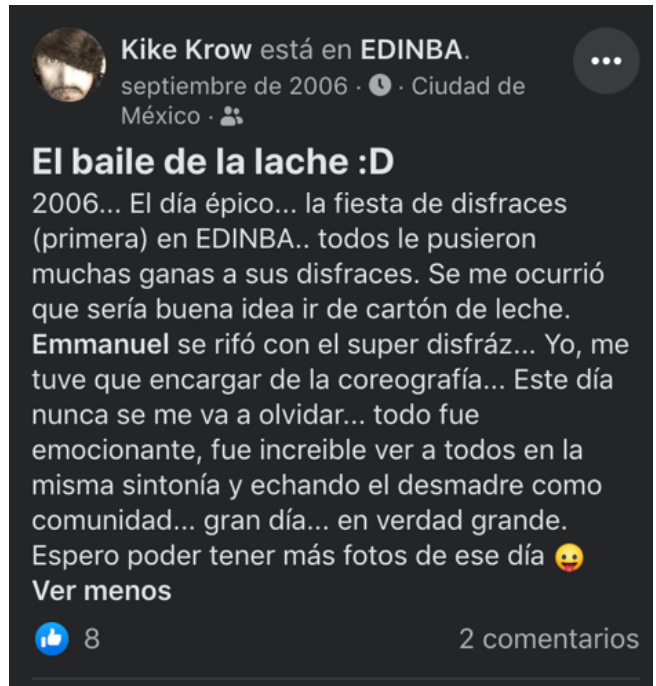 Kike Krow está en EDINBA.
septiembre de 2006 · Ciudad de
México ·
El baile de la lache :D
2006... El día épico... la fiesta de disfraces
(primera) en EDINBA.. todos le pusieron
muchas ganas a sus disfraces. Se me ocurrió
que sería buena idea ir de cartón de leche.
Emmanuel se rifó con el super disfráz... Yo, me
tuve que encargar de la coreografía... Este día
nunca se me va a olvidar... todo fue
emocionante, fue increible ver a todos en la
misma sintonía y echando el desmadre como
comunidad... gran día... en verdad grande.
Espero poder tener más fotos de ese día 😛
Ver menos
8 2 comentarios